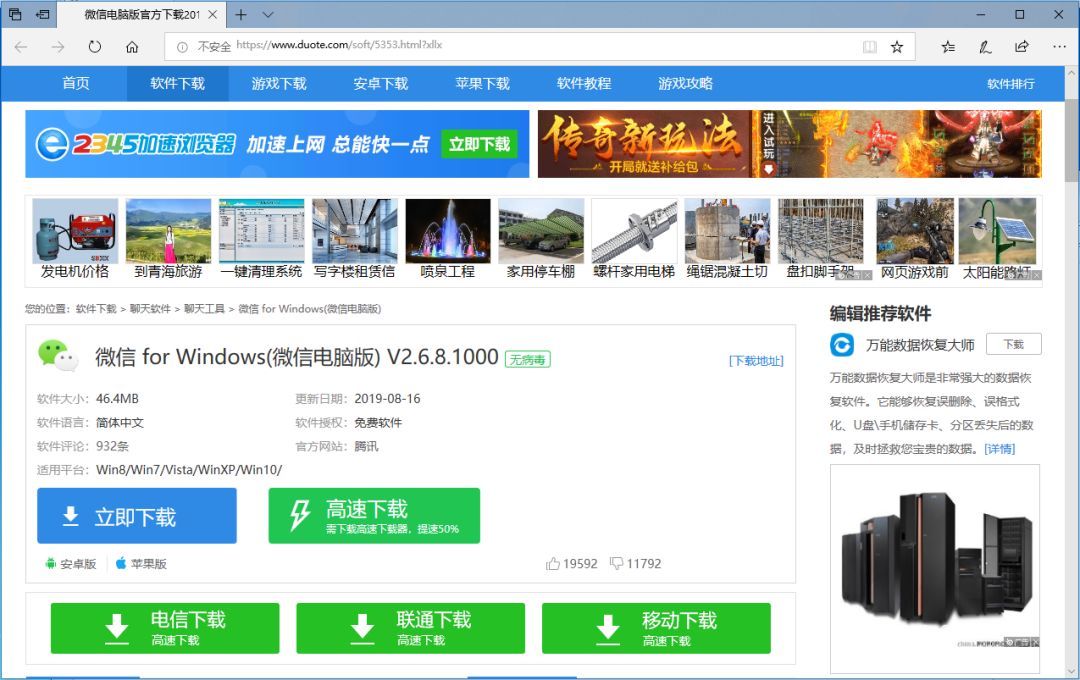 微信电脑版官方下载201
不安全 https://www.duote.com/soft/5353.html?xllx
首页 软件下载 游戏下载 安卓下载 苹果下载 软件教程 游戏攻略 软件排行
2345加速浏览器 加速上网 总能快一点 立即下载
传奇新玩法
开局就送补给包
进入试玩
发电机价格 到青海旅游 一键清理系统 写字楼租赁信 喷泉工程 家用停车棚 螺杆家用电梯 绳锯混凝土切 盘扣脚手架 网页游戏前 太阳能路灯
您的位置: 软件下载 > 聊天软件 > 聊天工具 > 微信 for Windows(微信电脑版)
微信 for Windows(微信电脑版) V2.6.8.1000 无病毒 [下载地址]
软件大小: 46.4MB 更新日期: 2019-08-16
软件语言: 简体中文 软件授权: 免费软件
软件评论: 932条 官方网站: 腾讯
适用平台: Win8/Win7/Vista/WinXP/Win10/
立即下载
高速下载
需下载高速下载器，提速50%
安卓版 苹果版 19592 11792
电信下载 联通下载 移动下载
高速下载 高速下载 高速下载
编辑推荐软件
万能数据恢复大师 下载
万能数据恢复大师是非常强大的数据恢
复软件。它能够恢复误删除、误格式
化、U盘\手机储存卡、分区丢失后的数
据，及时拯救您宝贵的数据。[详情]
广告